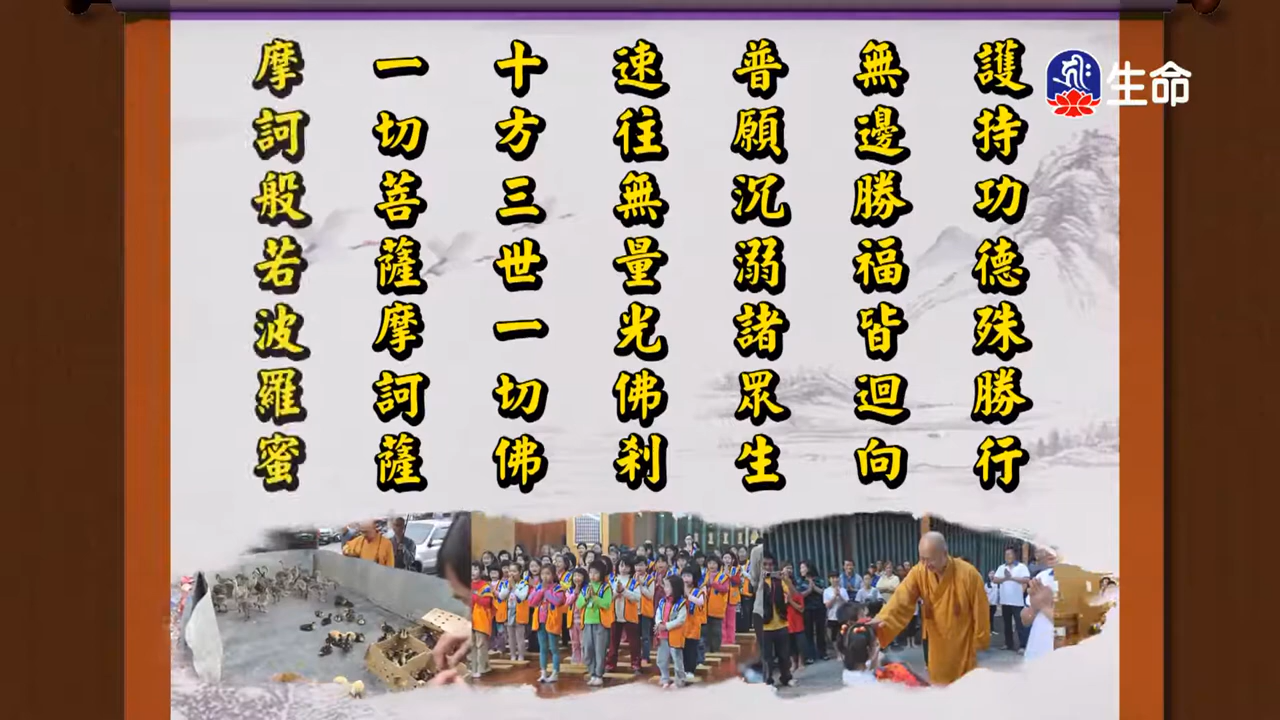 護持功德殊勝行
無邊勝福皆迴向
普願沉溺諸眾生
速往無量光佛剎
十方三世一切佛
一切菩薩摩訶薩
摩訶般若波羅蜜
生命